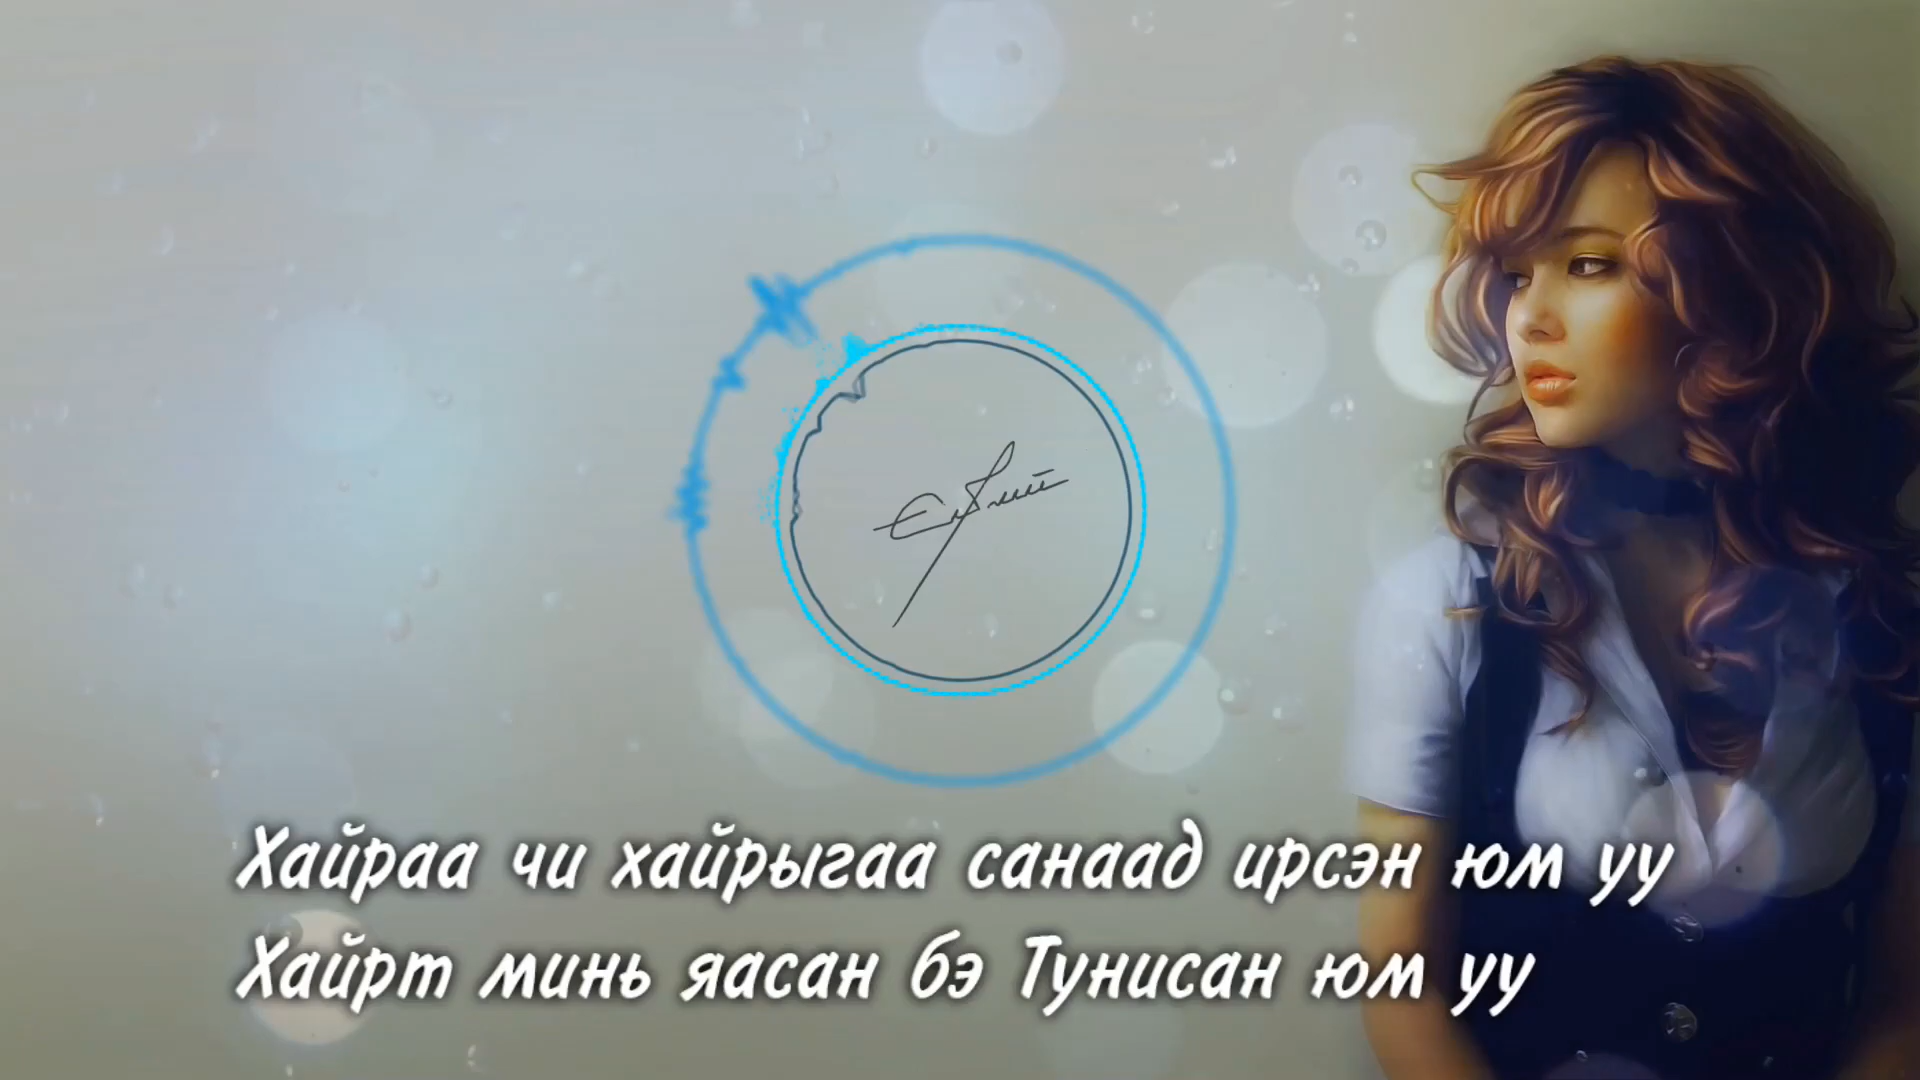 Хайраа чи хайрыгаа санаад ирсэн юм уу
Хайрт минь яасан бэ Тунисан юм уу